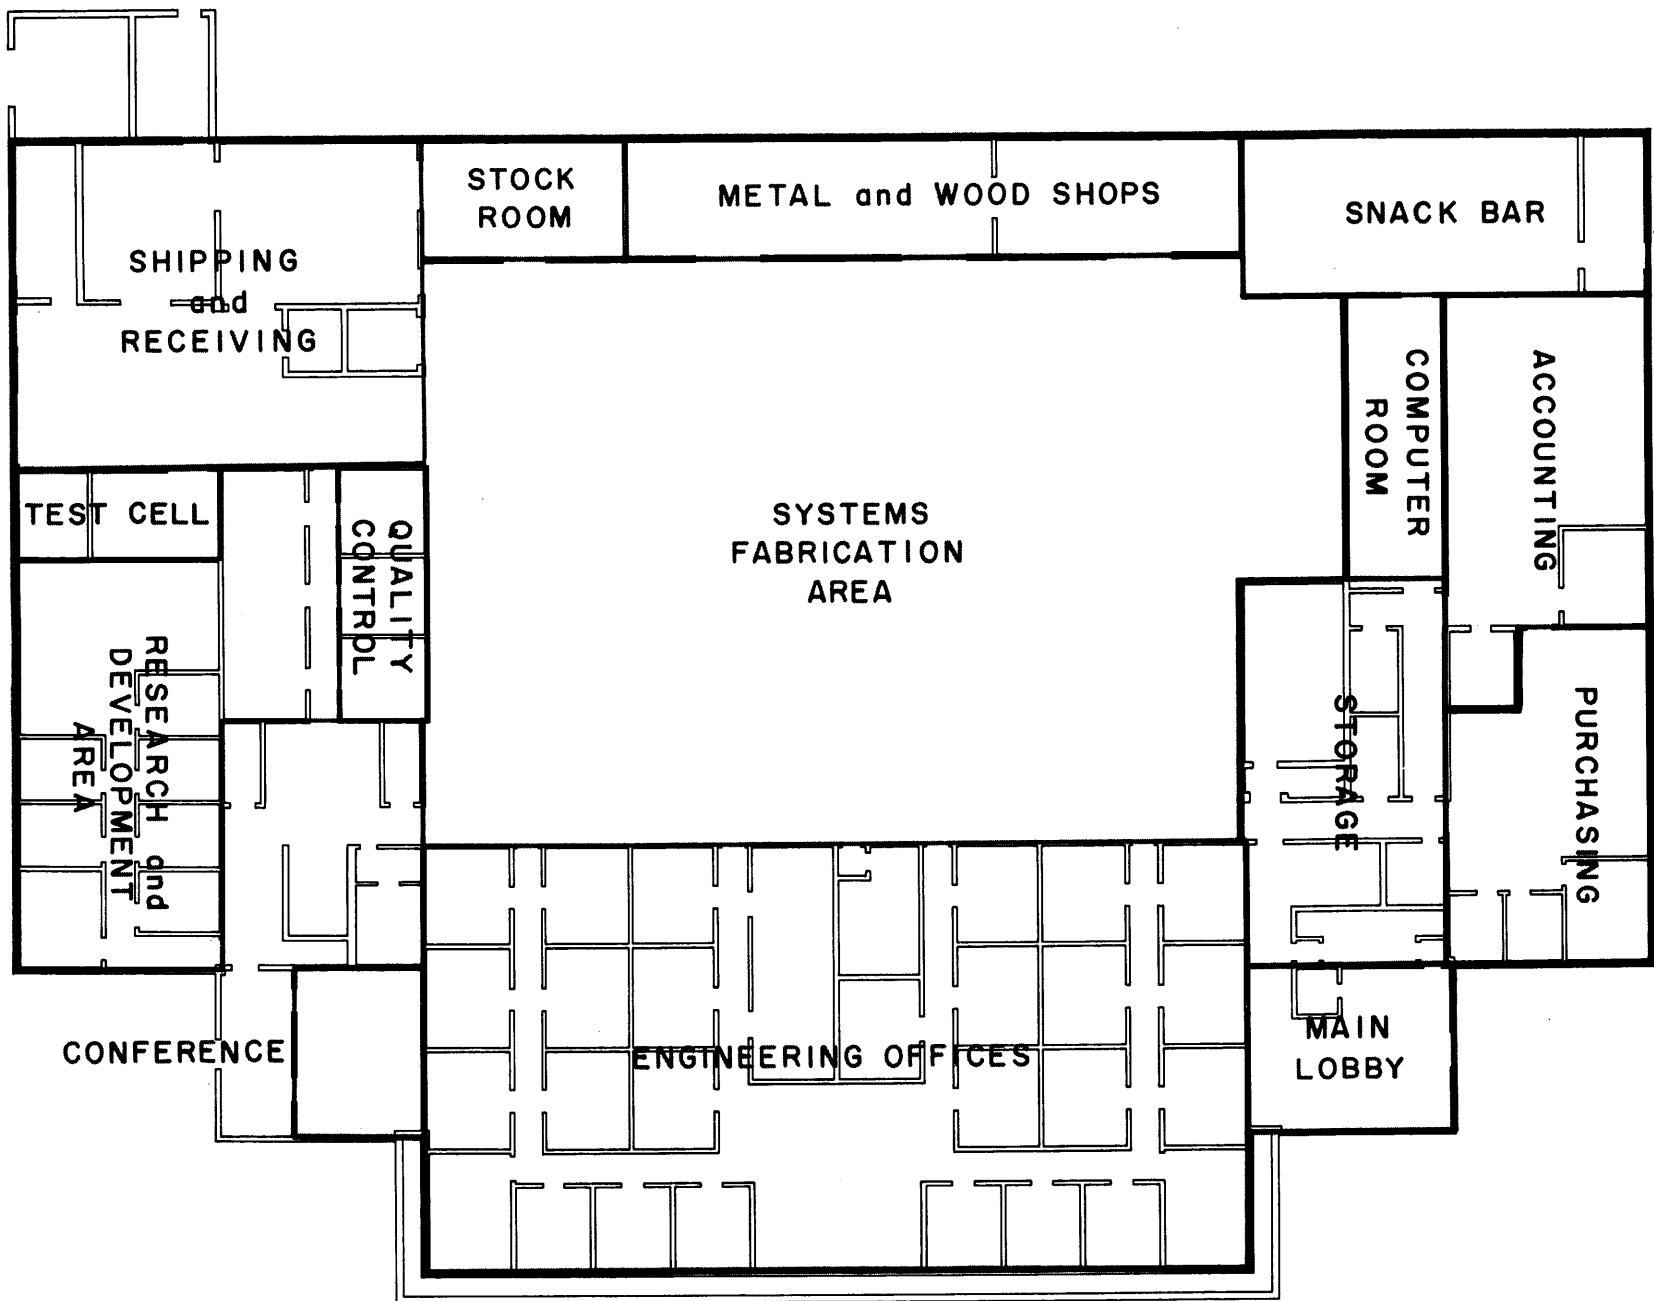 STOCK
ROOM
METAL and WOOD SHOPS
SNACK BAR
SHIPPING
and
RECEIVING
COMPUTER
ROOM
ACCOUNTING
TEST CELL
QUALITY
CONTROL
SYSTEMS
FABRICATION
AREA
RESEARCH and
DEVELOPMENT
AREA
STORAGE
PURCHASING
CONFERENCE
ENGINEERING OFFICES
MAIN
LOBBY